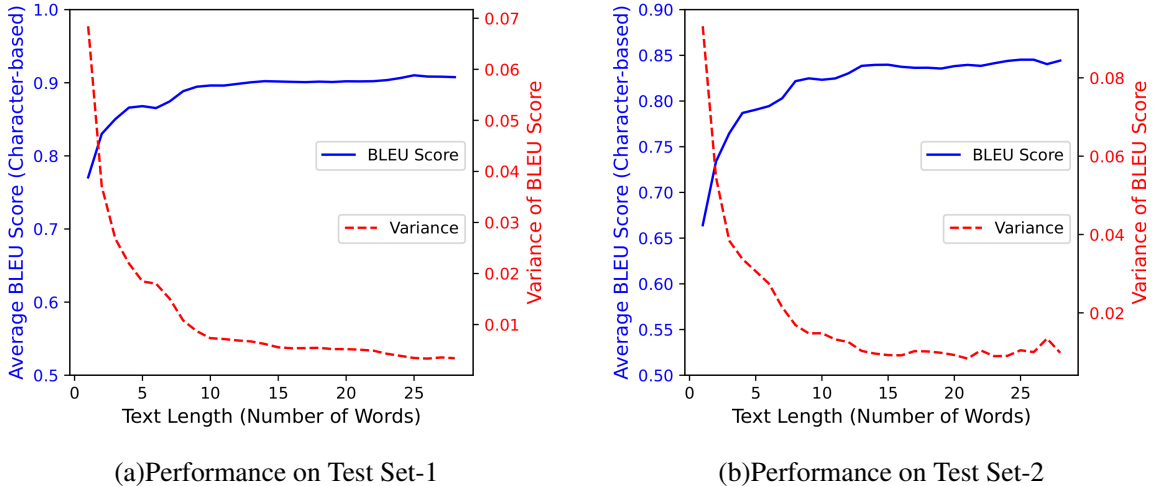 Average BLEU Score (Character-based)
1.0
0.9
0.8
0.7
0.6
0.5
0.07
0.06
0.05
0.04
0.03
0.02
0.01
Variance of BLEU Score
BLEU Score
Variance
0 5 10 15 20 25
Text Length (Number of Words)
(a)Performance on Test Set-1
Average BLEU Score (Character-based)
0.90
0.85
0.80
0.75
0.70
0.65
0.60
0.55
0.50
0.08
0.06
0.04
0.02
Variance of BLEU Score
BLEU Score
Variance
0 5 10 15 20 25
Text Length (Number of Words)
(b)Performance on Test Set-2